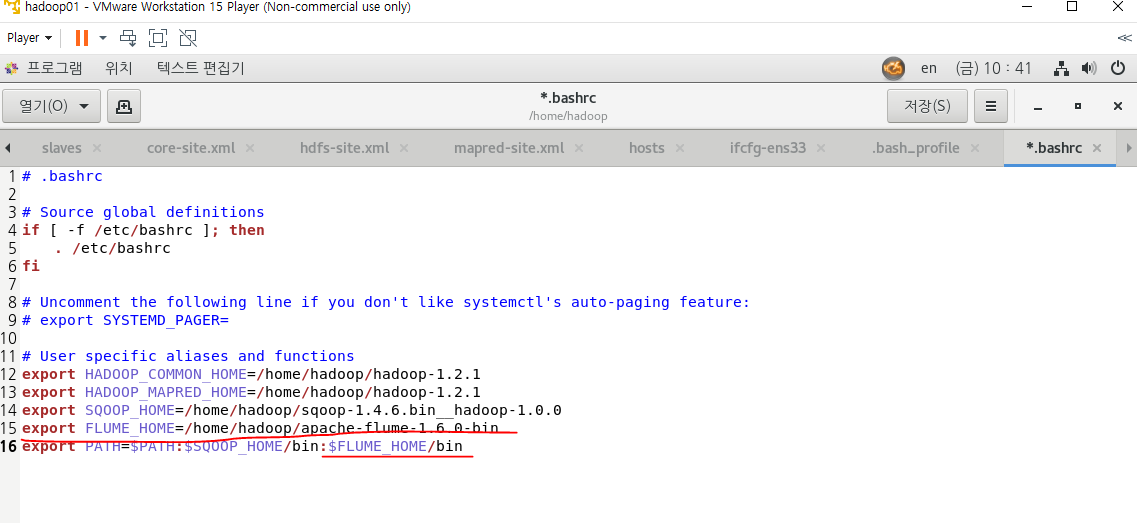 hadoop01 - VMware Workstation 15 Player (Non-commercial use only)
Player
프로그램 위치 텍스트 편집기 en (금) 10 : 41
열기(O) *.bashrc 저장(S)
/home/hadoop
slaves core-site.xml hdfs-site.xml mapred-site.xml hosts ifcfg-ens33 .bash_profile *.bashrc
1 # .bashrc
2
3 # Source global definitions
4 if [ -f /etc/bashrc ]; then
5 . /etc/bashrc
6 fi
7
8 # Uncomment the following line if you don't like systemctl's auto-paging feature:
9 # export SYSTEMD_PAGER=
10
11 # User specific aliases and functions
12 export HADOOP_COMMON_HOME=/home/hadoop/hadoop-1.2.1
13 export HADOOP_MAPRED_HOME=/home/hadoop/hadoop-1.2.1
14 export SQOOP_HOME=/home/hadoop/sqoop-1.4.6.bin__hadoop-1.0.0
15 export FLUME_HOME=/home/hadoop/apache-flume-1.6.0-bin
16 export PATH=$PATH:$SQOOP_HOME/bin:$FLUME_HOME/bin